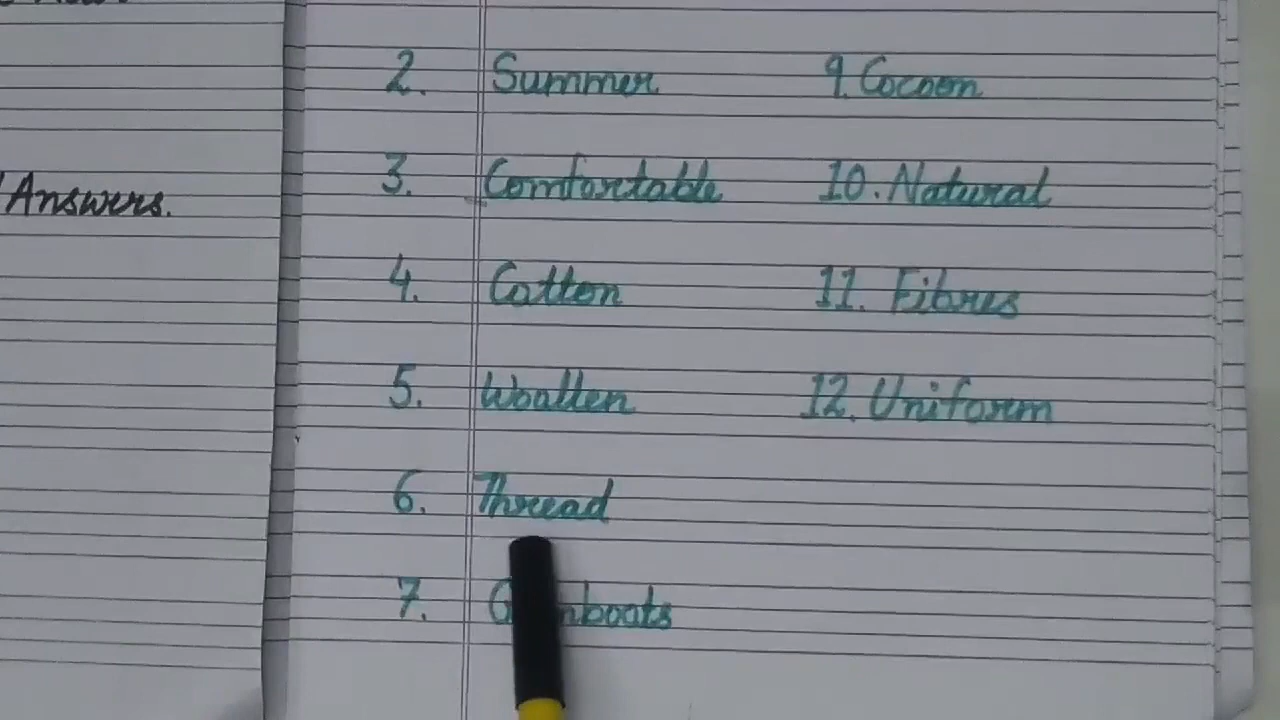 Answers.
2. Summer
3. Comfortable
4. Cotton
5. Woollen
6. Thread
7.
9. Cocoon
10. Natural
11. Fibres
12. Uniform